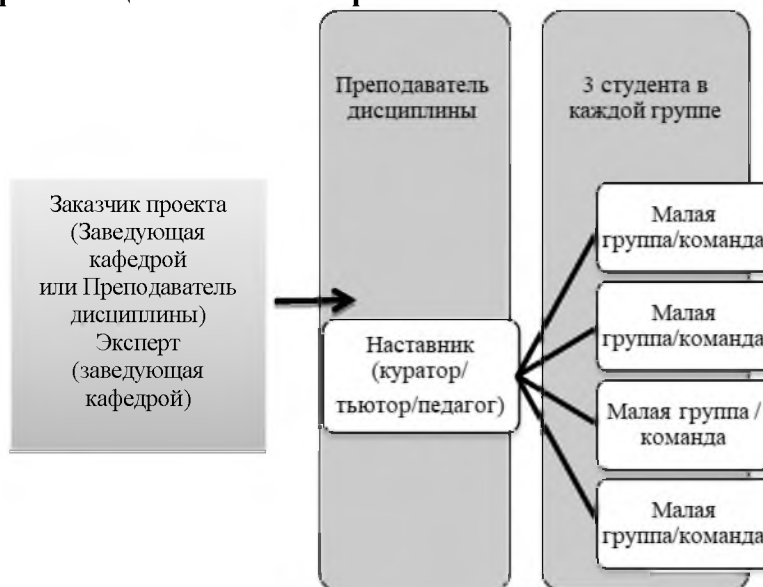 Заказчик проекта
(Заведующая
кафедрой
или Преподаватель
дисциплины)
Эксперт
(заведующая
кафедрой)
Преподаватель
дисциплины
Наставник
(куратор/
тьютор/педагог)
3 студента в
каждой группе
Малая
группа/команда
Малая
группа/команда
Малая группа /
команда
Малая
группа/команда